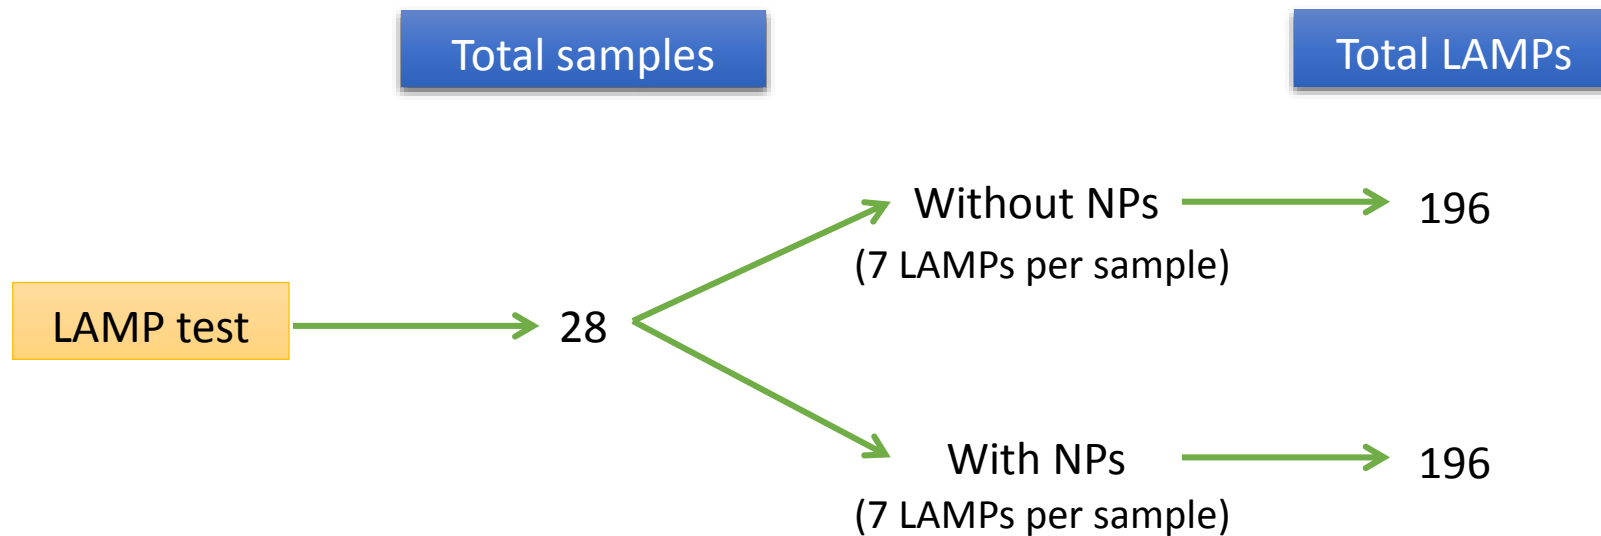 Total samples
Total LAMPs
Without NPs
196
(7 LAMPs per sample)
LAMP test
28
With NPs
196
(7 LAMPs per sample)